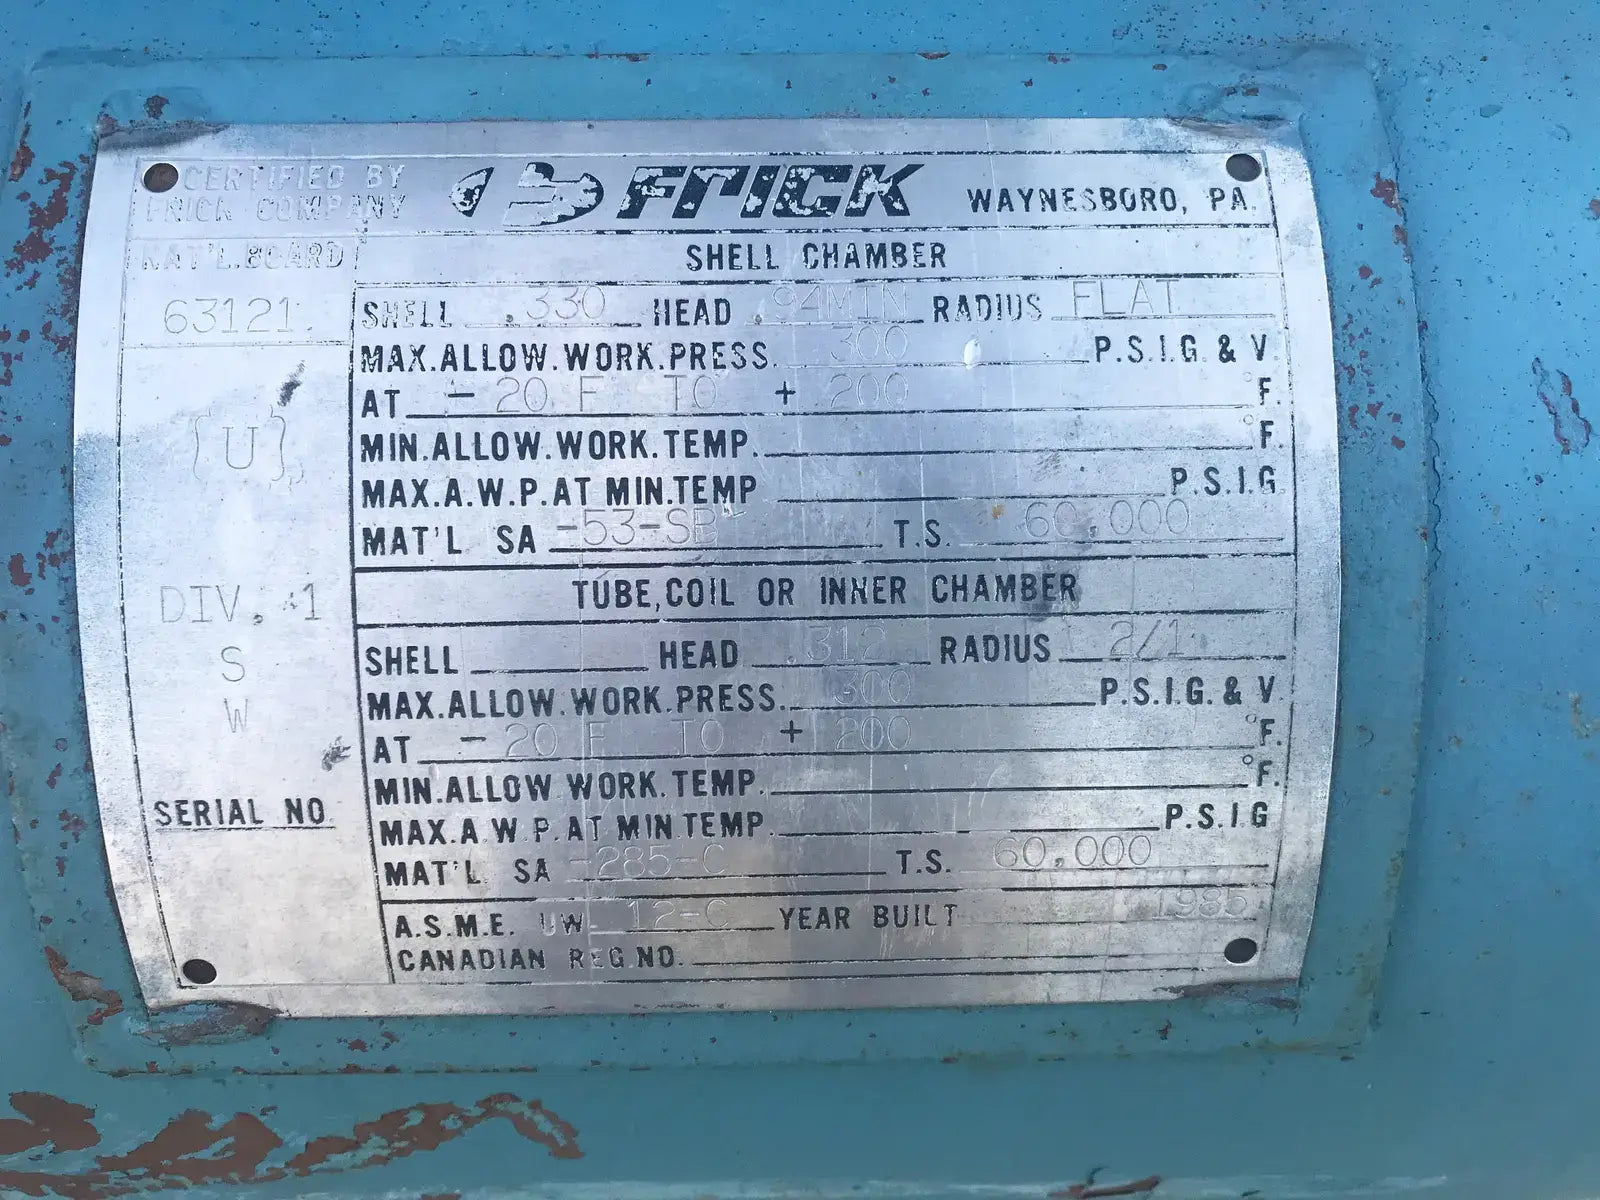 CERTIFIED BY
FRICK COMPANY
FRICK WAYNESBORO, PA.
NAT'L. BOARD
63121
{U}
DIV. 1
S
W
SERIAL NO.
SHELL CHAMBER
SHELL .330 HEAD .94MIN RADIUS FLAT
MAX.ALLOW.WORK.PRESS. 300 P.S.I.G. & V.
AT -20 F TO +200 °F.
MIN.ALLOW.WORK.TEMP. °F.
MAX.A.W.P.AT MIN.TEMP P.S.I.G.
MAT'L SA -53-SB T.S. 60,000
TUBE,COIL OR INNER CHAMBER
SHELL HEAD .312 RADIUS 2/1
MAX.ALLOW.WORK.PRESS. 300 P.S.I.G. & V.
AT -20 F TO +200 °F.
MIN.ALLOW.WORK.TEMP. °F.
MAX.A.W.P.AT MIN.TEMP. P.S.I.G
MAT'L SA -285-C T.S. 60,000
A.S.M.E. UW 12-C YEAR BUILT 1985
CANADIAN REG.NO.